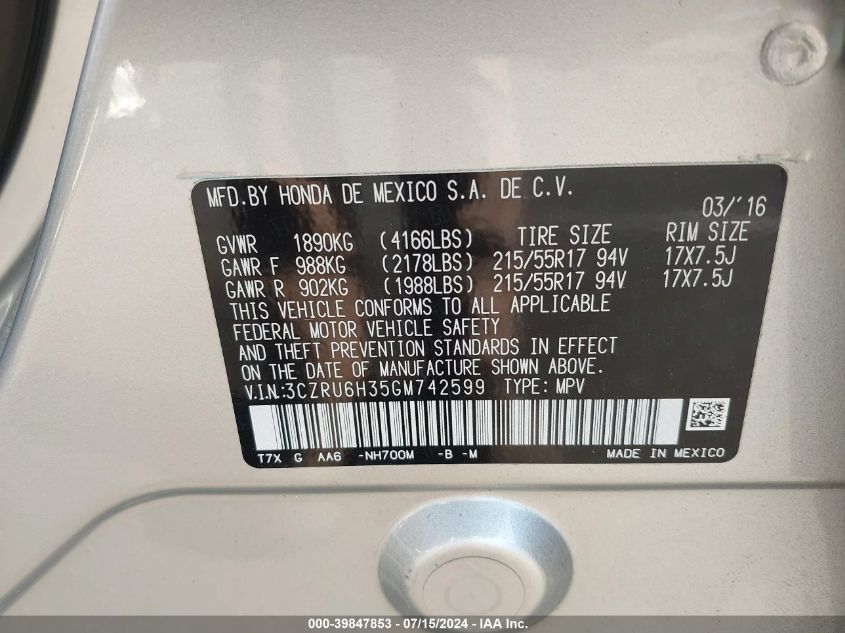 MFD.BY HONDA DE MEXICO S.A. DE C.V.
03/'16
GVWR 1890KG (4166LBS) TIRE SIZE RIM SIZE
GAWR F 988KG (2178LBS) 215/55R17 94V 17X7.5J
GAWR R 902KG (1988LBS) 215/55R17 94V 17X7.5J
THIS VEHICLE CONFORMS TO ALL APPLICABLE
FEDERAL MOTOR VEHICLE SAFETY
AND THEFT PREVENTION STANDARDS IN EFFECT
ON THE DATE OF MANUFACTURE SHOWN ABOVE.
V.I.N.:3CZRU6H35GM742599 TYPE: MPV
T7X G AA6 -NH700M -B -M MADE IN MEXICO
000-39847853 - 07/15/2024 - IAA Inc.